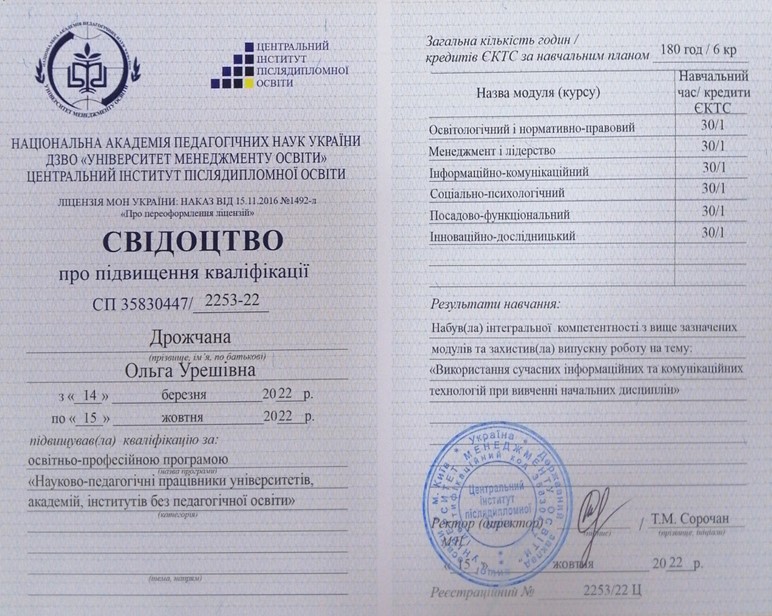 ЦЕНТРАЛЬНИЙ
ІНСТИТУТ
ПІСЛЯДИПЛОМНОЇ
ОСВІТИ
НАЦІОНАЛЬНА АКАДЕМІЯ ПЕДАГОГІЧНИХ НАУК УКРАЇНИ
ДЗВО «УНІВЕРСИТЕТ МЕНЕДЖМЕНТУ ОСВІТИ»
ЦЕНТРАЛЬНИЙ ІНСТИТУТ ПІСЛЯДИПЛОМНОЇ ОСВІТИ
ЛІЦЕНЗІЯ МОН УКРАЇНИ: НАКАЗ ВІД 15.11.2016 №1492-л
«Про переоформлення ліцензій»
СВІДОЦТВО
про підвищення кваліфікації
СП 35830447/ 2253-22
Дрожчана
(прізвище, ім'я, по батькові)
Ольга Урешівна
з « 14 » березня 2022 р.
по « 15 » жовтня 2022 р.
підвищував(ла) кваліфікацію за:
освітньо-професійною програмою
(назва програми)
«Науково-педагогічні працівники університетів,
академій, інститутів без педагогічної освіти»
(категорія)
Загальна кількість годин /
кредитів ЄКТС за навчальним планом 180 год / 6 кр
Назва модуля (курсу) Навчальний
час/ кредити
ЄКТС
Освітологічний і нормативно-правовий 30/1
Менеджмент і лідерство 30/1
Інформаційно-комунікаційний 30/1
Соціально-психологічний 30/1
Посадово-функціональний 30/1
Інноваційно-дослідницький 30/1
Результати навчання:
Набув(ла) інтегральної компетентності з вище зазначених
модулів та захистив(ла) випускну роботу на тему:
«Використання сучасних інформаційних та комунікаційних
технологій при вивченні начальних дисциплін»
Центральний
інститут
післядипломної
Ректор (директор) / Т.М. Сорочан
(підпис) (прізвище, ініціали)
М.П.
« 15 жовтня 2022 р.
Реєстраційний № 2253/22 Ц